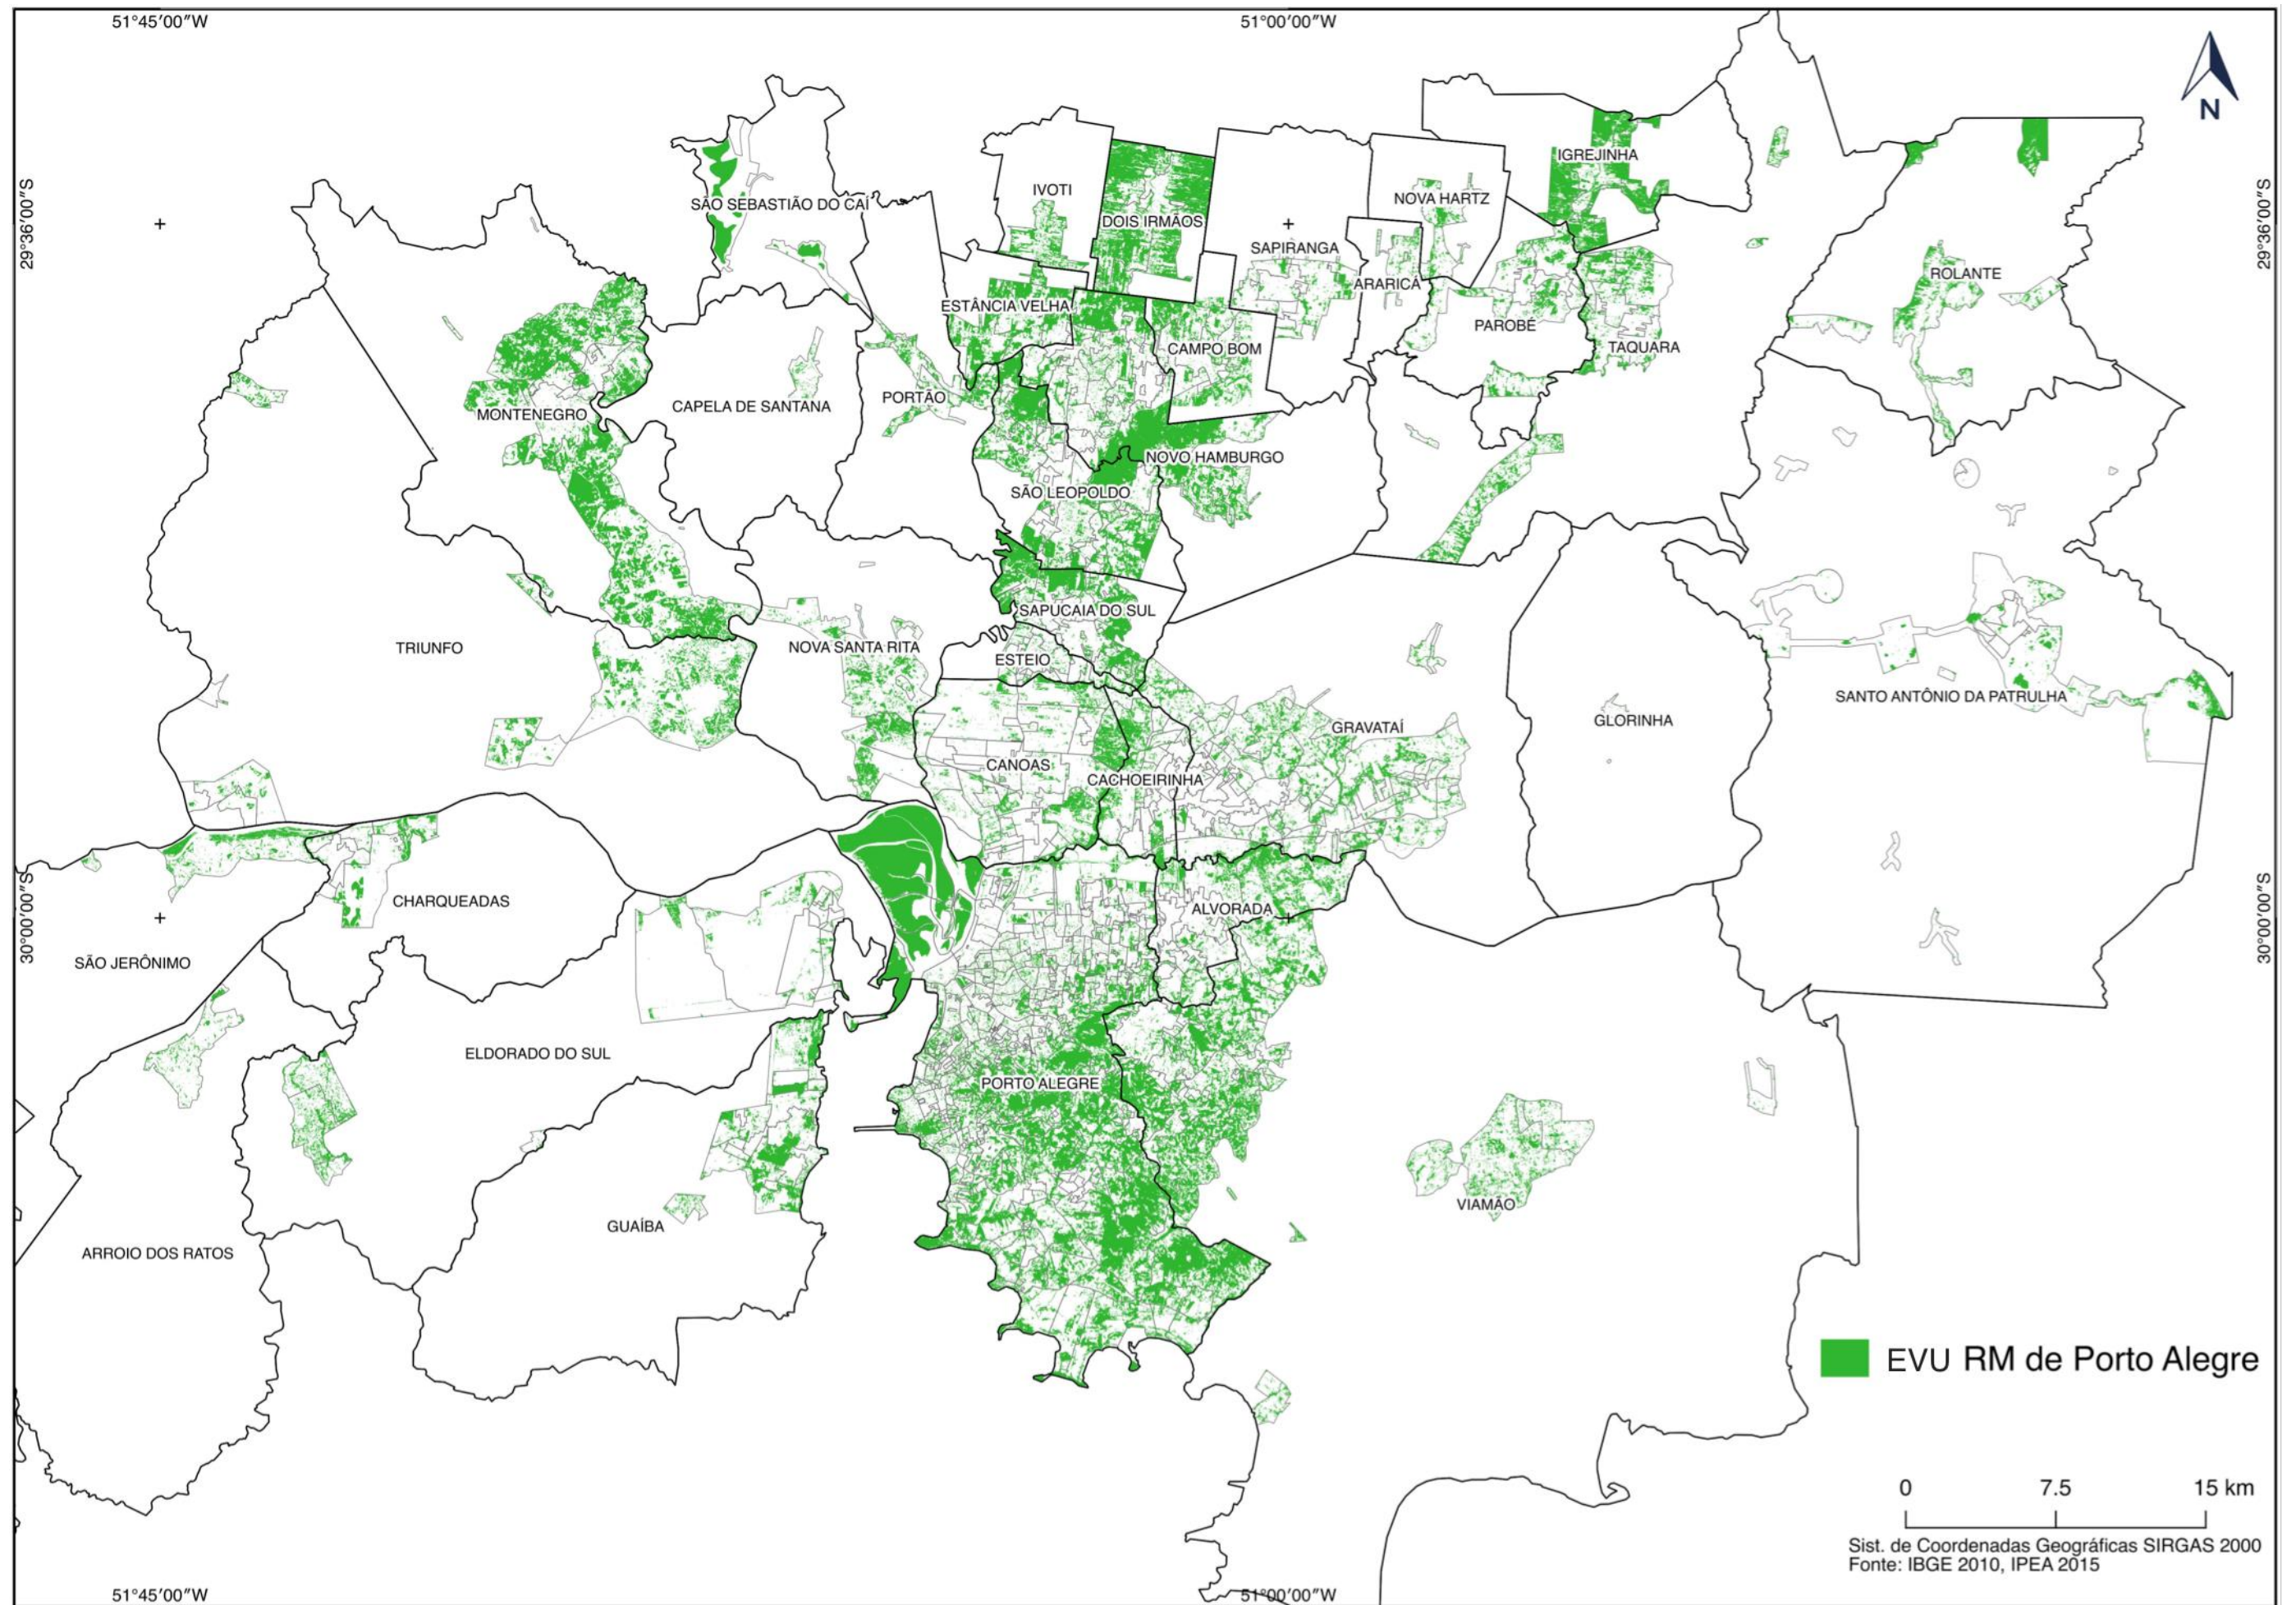 51°45′00″W
51°00′00″W
N
29°36′00″S
29°36′00″S
IGREJINHA
IVOTI
NOVA HARTZ
SÃO SEBASTIÃO DO CAÍ
DOIS IRMÃOS
SAPIRANGA
ROLANTE
ARARICÁ
ESTÂNCIA VELHA
PAROBÉ
CAMPO BOM
TAQUARA
PORTÃO
CAPELA DE SANTANA
MONTENEGRO
NOVO HAMBURGO
SÃO LEOPOLDO
SAPUCAIA DO SUL
TRIUNFO
NOVA SANTA RITA
ESTEIO
SANTO ANTÔNIO DA PATRULHA
GLORINHA
GRAVATAÍ
CANOAS
CACHOEIRINHA
CHARQUEADAS
ALVORADA
30°00′00″S
30°00′00″S
SÃO JERÔNIMO
ELDORADO DO SUL
PORTO ALEGRE
VIAMÃO
GUAÍBA
ARROIO DOS RATOS
EVU RM de Porto Alegre
0 7.5 15 km
Sist. de Coordenadas Geográficas SIRGAS 2000
Fonte: IBGE 2010, IPEA 2015
51°45′00″W
51°00′00″W